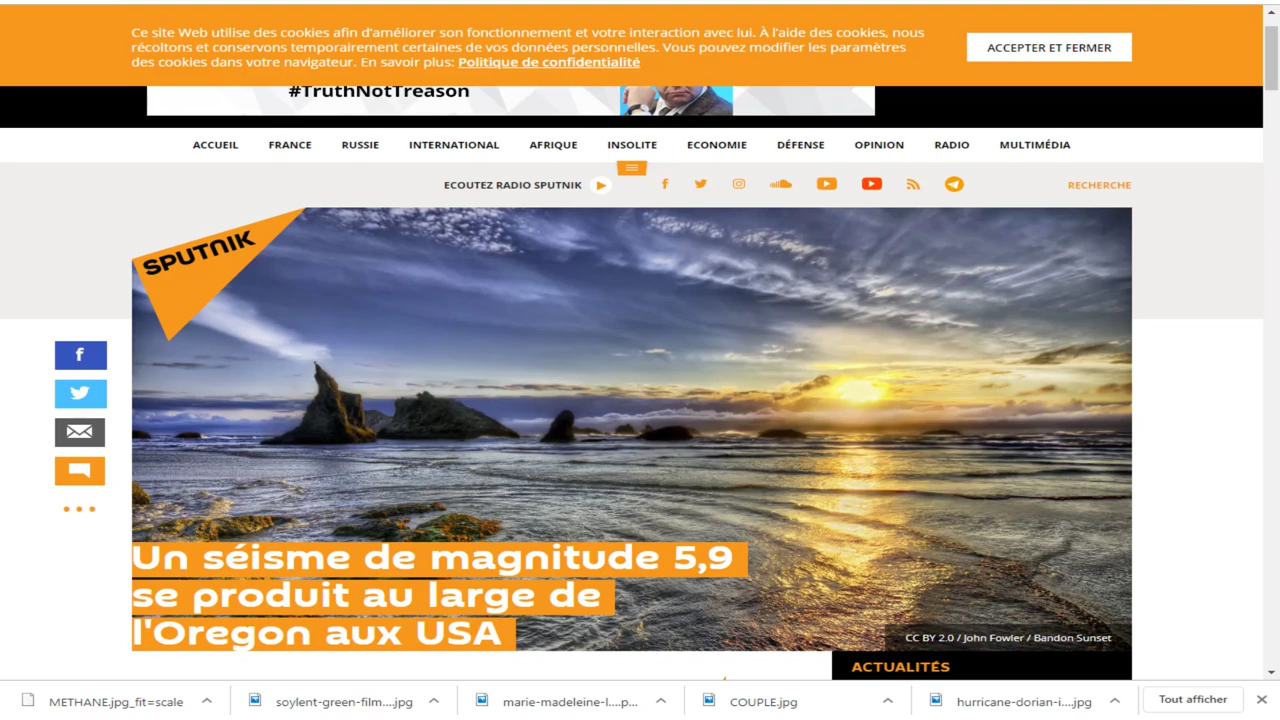 Ce site Web utilise des cookies afin d'améliorer son fonctionnement et votre interaction avec lui. À l'aide des cookies, nous
récoltons et conservons temporairement certaines de vos données personnelles. Vous pouvez modifier les paramètres
des cookies dans votre navigateur. En savoir plus: Politique de confidentialité
ACCEPTER ET FERMER
#TruthNotTreason
ACCUEIL FRANCE RUSSIE INTERNATIONAL AFRIQUE INSOLITE ECONOMIE DÉFENSE OPINION RADIO MULTIMÉDIA
ECOUTEZ RADIO SPUTNIK
RECHERCHE
SPUTNIK
Un séisme de magnitude 5,9
se produit au large de
l'Oregon aux USA
CC BY 2.0 / John Fowler / Bandon Sunset
ACTUALITÉS
METHANE.jpg_fit=scale
soylent-green-film....jpg
marie-madeleine-l....p...
COUPLE.jpg
hurricane-dorian-i....jpg
Tout afficher